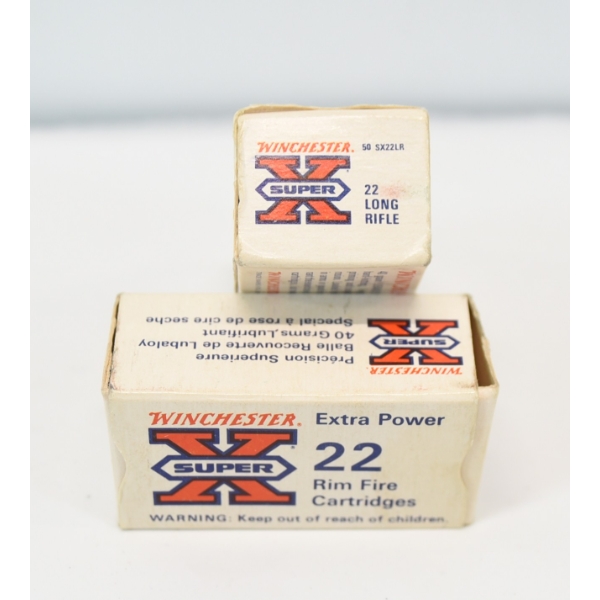 WINCHESTER. 50 SX22LR
SUPER X
22
LONG
RIFLE
WINCHESTER
Précision Superieure
Balle Recouverte de Lubaloy
40 Grams, Lubrifiant
Special à rose de cire seche
WINCHESTER
SUPER X
WINCHESTER. Extra Power
SUPER X
22
Rim Fire
Cartridges
WARNING: Keep out of reach of children.